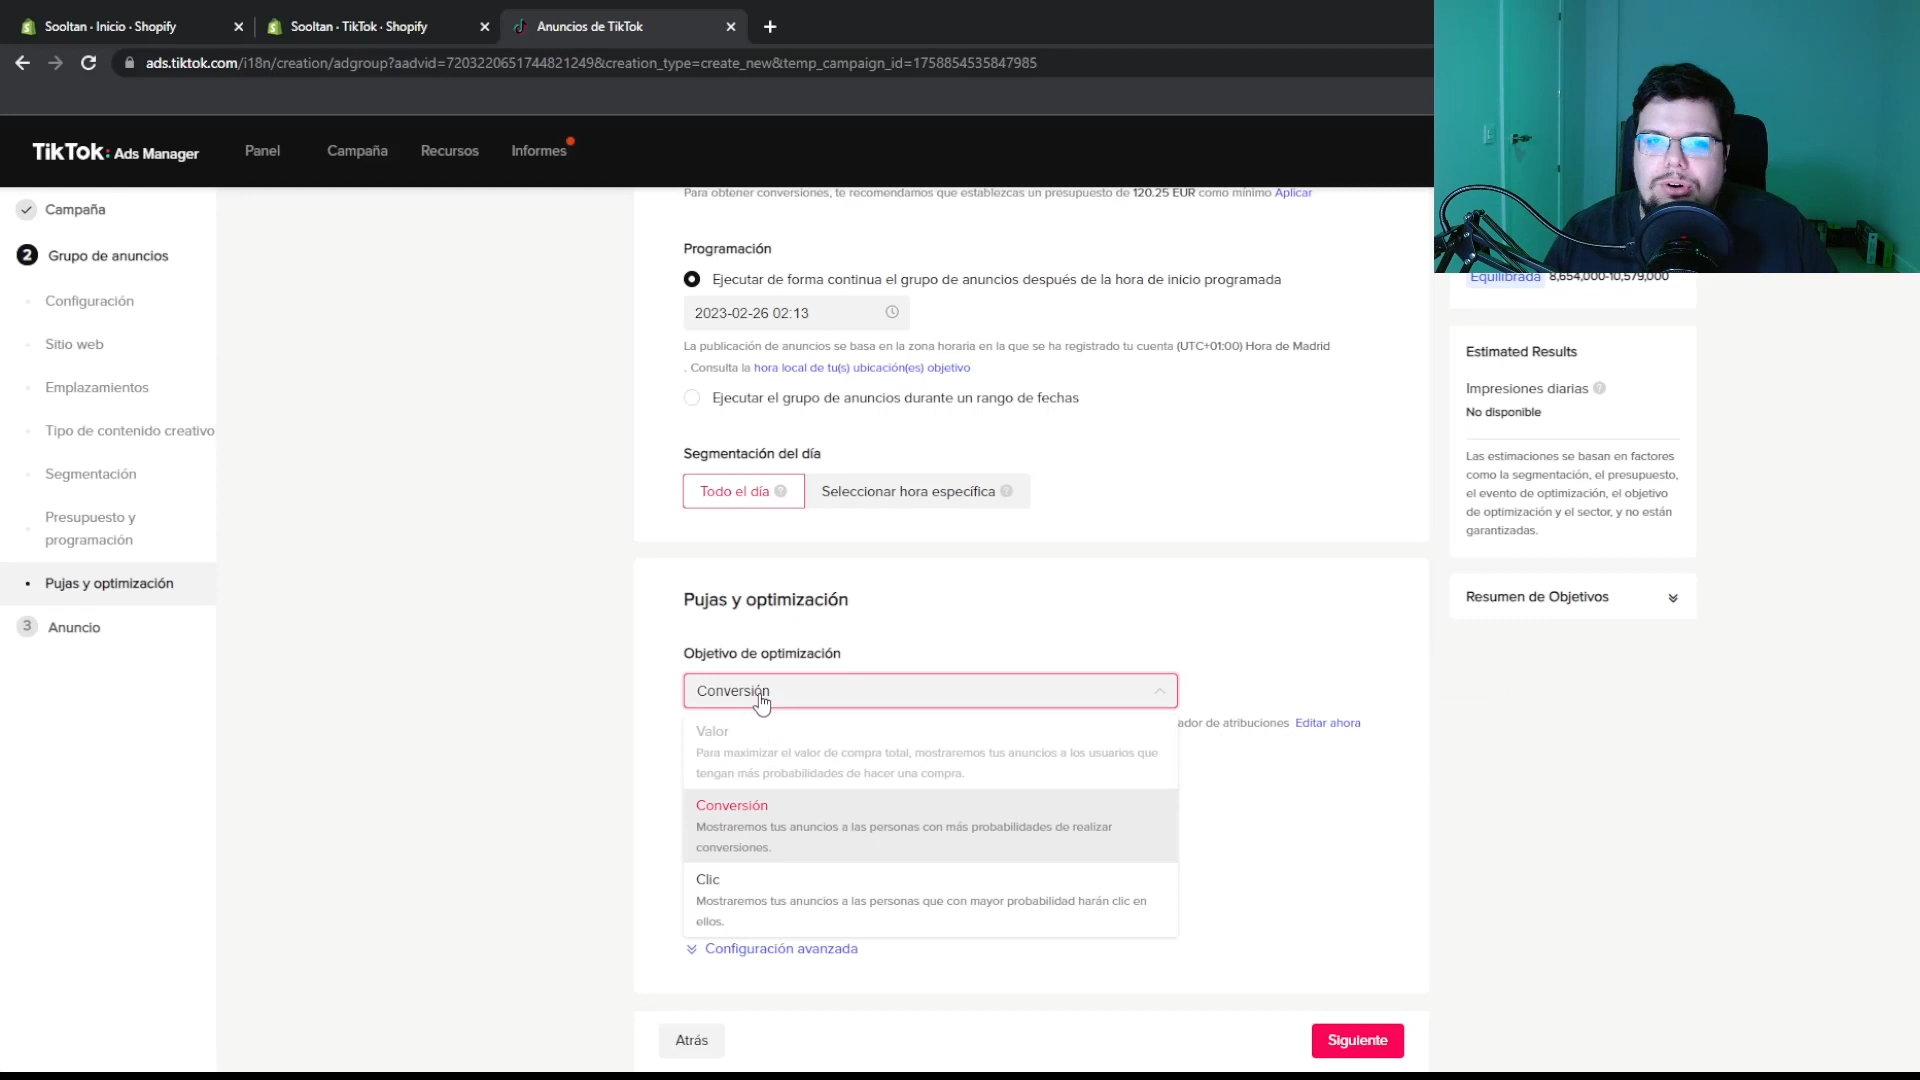 Sooltan · Inicio · Shopify
Sooltan · TikTok · Shopify
Anuncios de TikTok
ads.tiktok.com/i18n/creation/adgroup?aadvid=7203220651744821249&creation_type=create_new&temp_campaign_id=1758854535847985
TikTok: Ads Manager
Panel
Campaña
Recursos
Informes
Campaña
2 Grupo de anuncios
Configuración
Sitio web
Emplazamientos
Tipo de contenido creativo
Segmentación
Presupuesto y
programación
Pujas y optimización
3 Anuncio
Para obtener conversiones, te recomendamos que establezcas un presupuesto de 120.25 EUR como mínimo Aplicar
Programación
Ejecutar de forma continua el grupo de anuncios después de la hora de inicio programada
2023-02-26 02:13
La publicación de anuncios se basa en la zona horaria en la que se ha registrado tu cuenta (UTC+01:00) Hora de Madrid
. Consulta la hora local de tu(s) ubicación(es) objetivo
Ejecutar el grupo de anuncios durante un rango de fechas
Segmentación del día
Todo el día
Seleccionar hora específica
Pujas y optimización
Objetivo de optimización
Conversión
ador de atribuciones Editar ahora
Valor
Para maximizar el valor de compra total, mostraremos tus anuncios a los usuarios que
tengan más probabilidades de hacer una compra.
Conversión
Mostraremos tus anuncios a las personas con más probabilidades de realizar
conversiones.
Clic
Mostraremos tus anuncios a las personas que con mayor probabilidad harán clic en
ellos.
Configuración avanzada
Atrás
Siguiente
Equilibrada 8,654,000-10,579,000
Estimated Results
Impresiones diarias
No disponible
Las estimaciones se basan en factores
como la segmentación, el presupuesto,
el evento de optimización, el objetivo
de optimización y el sector, y no están
garantizadas.
Resumen de Objetivos